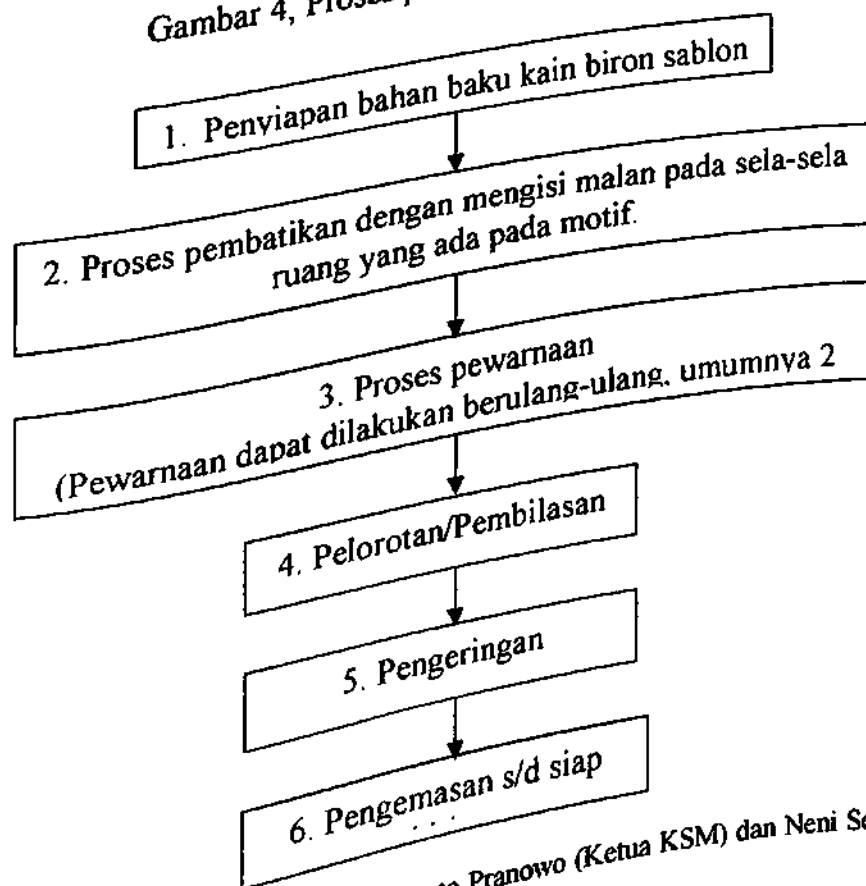 Gambar 4,
1. Penyiapan bahan baku kain biron sablon
2. Proses pembatikan dengan mengisi malan pada sela-sela
ruang yang ada pada motif.
3. Proses pewarnaan
(Pewarnaan dapat dilakukan berulang-ulang, umumnya 2
4. Pelorotan/Pembilasan
5. Pengeringan
6. Pengemasan s/d siap
Pranowo (Ketua KSM) dan Neni